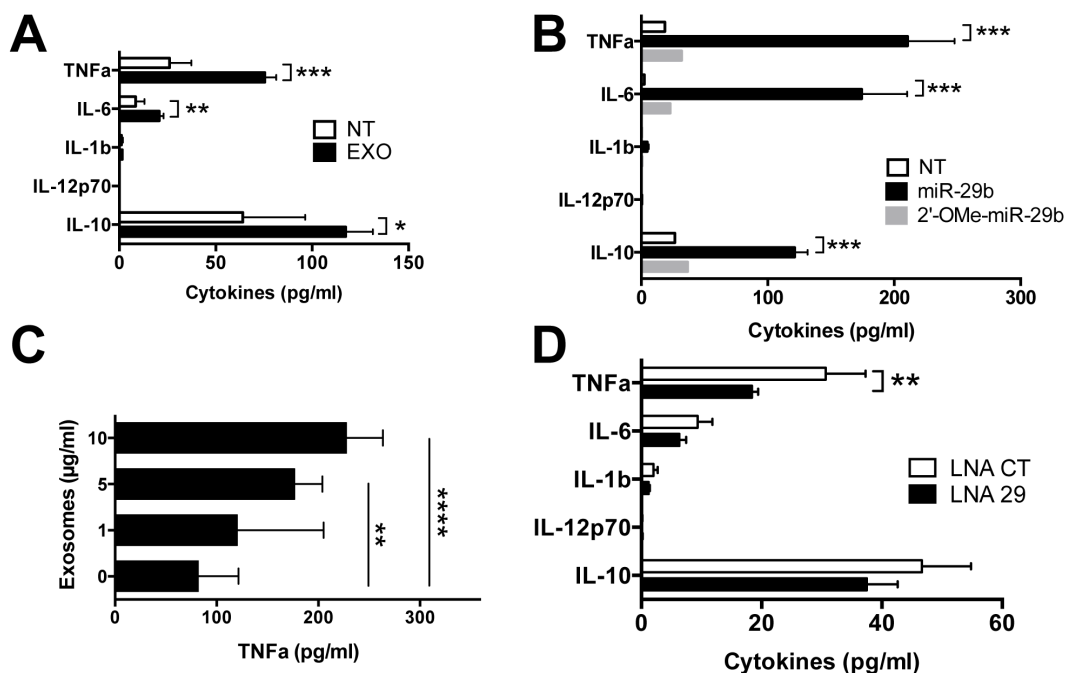 A
TNFa
***
IL-6
**
IL-1b
IL-12p70
IL-10
*
NT
EXO
0 50 100 150
Cytokines (pg/ml)
B
TNFa
***
IL-6
***
IL-1b
IL-12p70
IL-10
***
NT
miR-29b
2'-OMe-miR-29b
0 100 200 300
Cytokines (pg/ml)
C
Exosomes (μg/ml)
10
5
1
0
**
****
0 100 200 300
TNFa (pg/ml)
D
TNFa
**
IL-6
IL-1b
IL-12p70
IL-10
LNA CT
LNA 29
0 20 40 60
Cytokines (pg/ml)